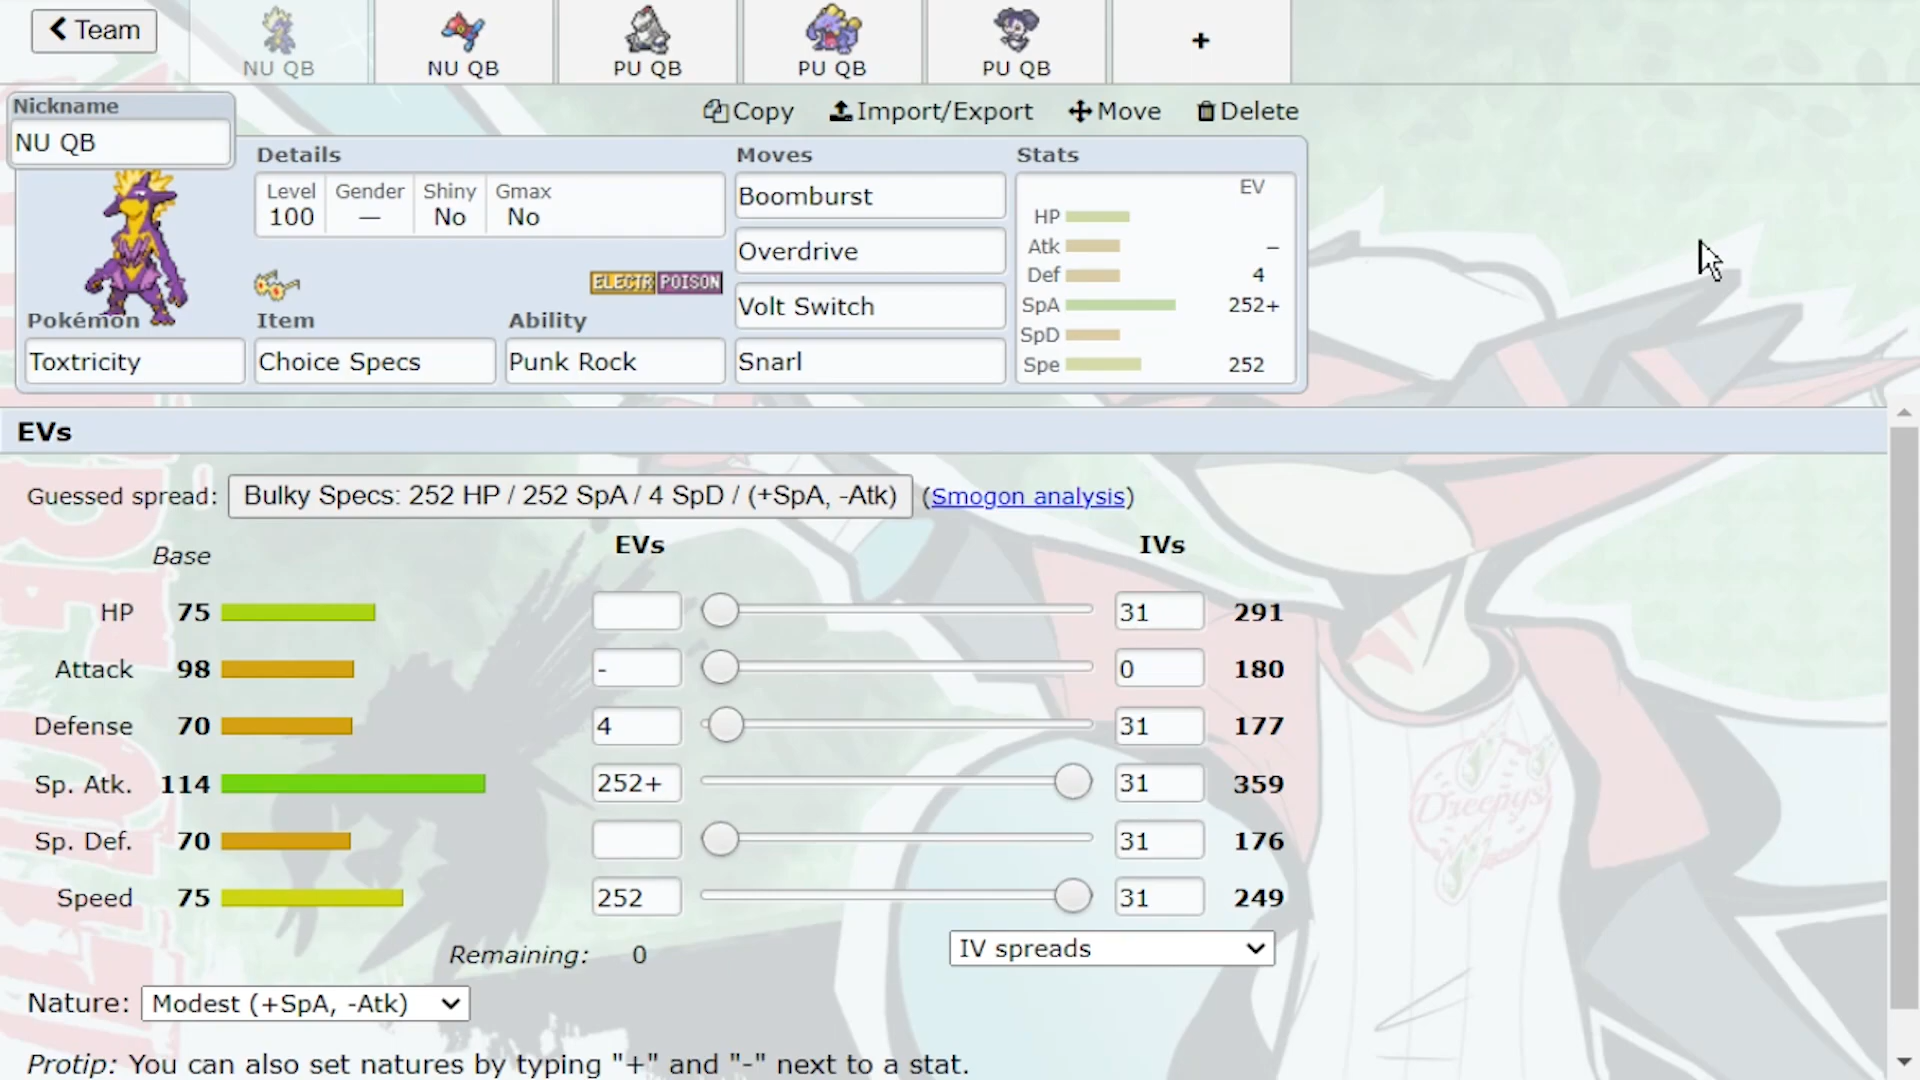 Team
NU QB
NU QB
PU QB
PU QB
PU QB
+
Nickname
NU QB
Copy
Import/Export
Move
Delete
Details
Moves
Stats
Level
Gender
Shiny
Gmax
100
—
No
No
Boomburst
Overdrive
Volt Switch
Snarl
ELECTR
POISON
Pokémon
Item
Ability
Toxtricity
Choice Specs
Punk Rock
EV
HP
Atk –
Def 4
SpA 252+
SpD
Spe 252
EVs
Guessed spread: Bulky Specs: 252 HP / 252 SpA / 4 SpD / (+SpA, -Atk) (Smogon analysis)
Base EVs IVs
HP 75 31 291
Attack 98 - 0 180
Defense 70 4 31 177
Sp. Atk. 114 252+ 31 359
Sp. Def. 70 31 176
Speed 75 252 31 249
Remaining: 0
IV spreads
Nature: Modest (+SpA, -Atk)
Protip: You can also set natures by typing "+" and "-" next to a stat.
Dreepys